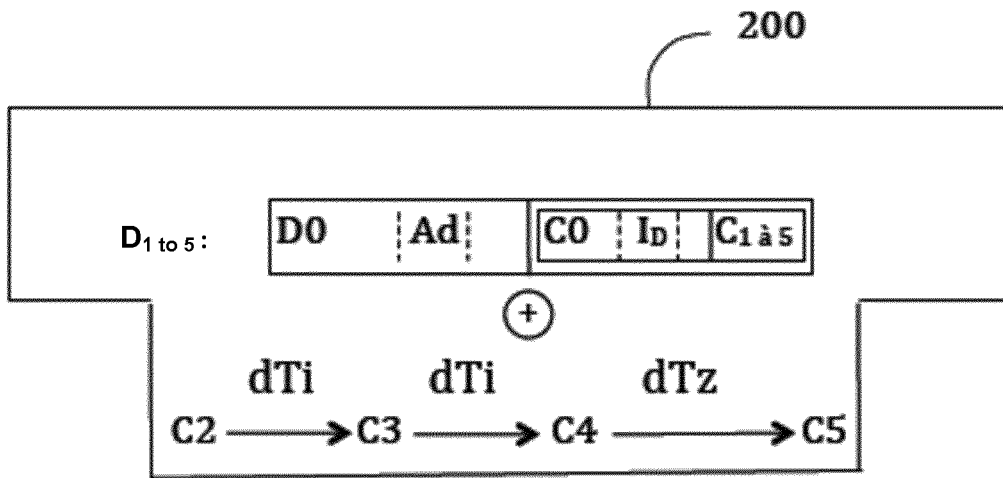 200
D1 to 5 : D0 Ad C0 ID C1 à 5
+
dTi dTi dTz
C2 C3 C4 C5